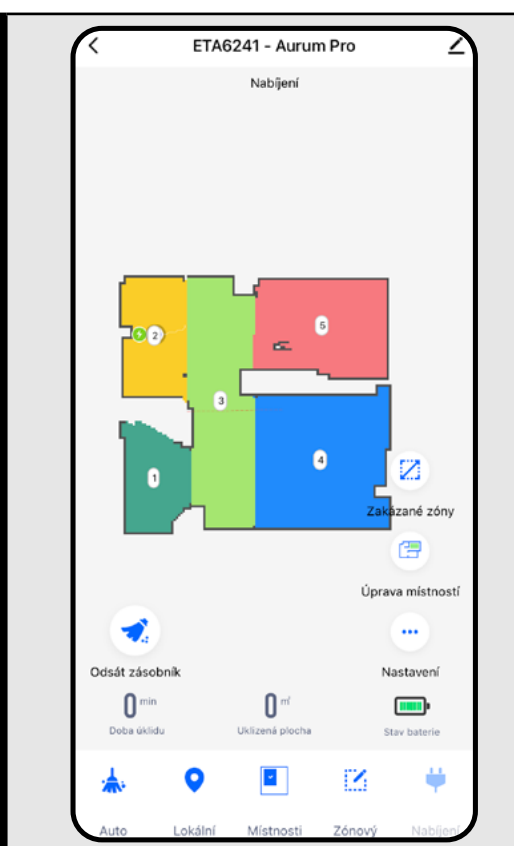 ETA6241 - Aurum Pro
Nabíjení
5
2
3
4
1
Zakázané zóny
Úprava místností
Odsát zásobník
Nastavení
0 min
0 ㎡
Doba úklidu
Uklizená plocha
Stav baterie
Auto
Lokální
Místnosti
Zónový
Nabíjení